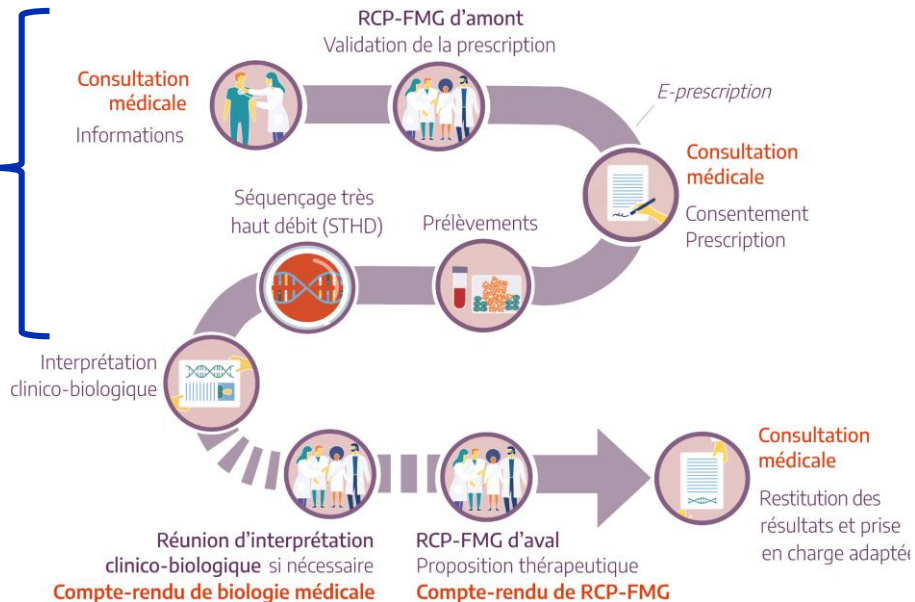 RCP-FMG d’amont
Validation de la prescription
Consultation
médicale
Informations
E-prescription
Consultation
médicale
Consentement
Prescription
Séquençage très
haut débit (STHD)
Prélèvements
Interprétation
clinico-biologique
Réunion d’interprétation
clinico-biologique si nécessaire
Compte-rendu de biologie médicale
RCP-FMG d’aval
Proposition thérapeutique
Compte-rendu de RCP-FMG
Consultation
médicale
Restitution des
résultats et prise
en charge adaptée